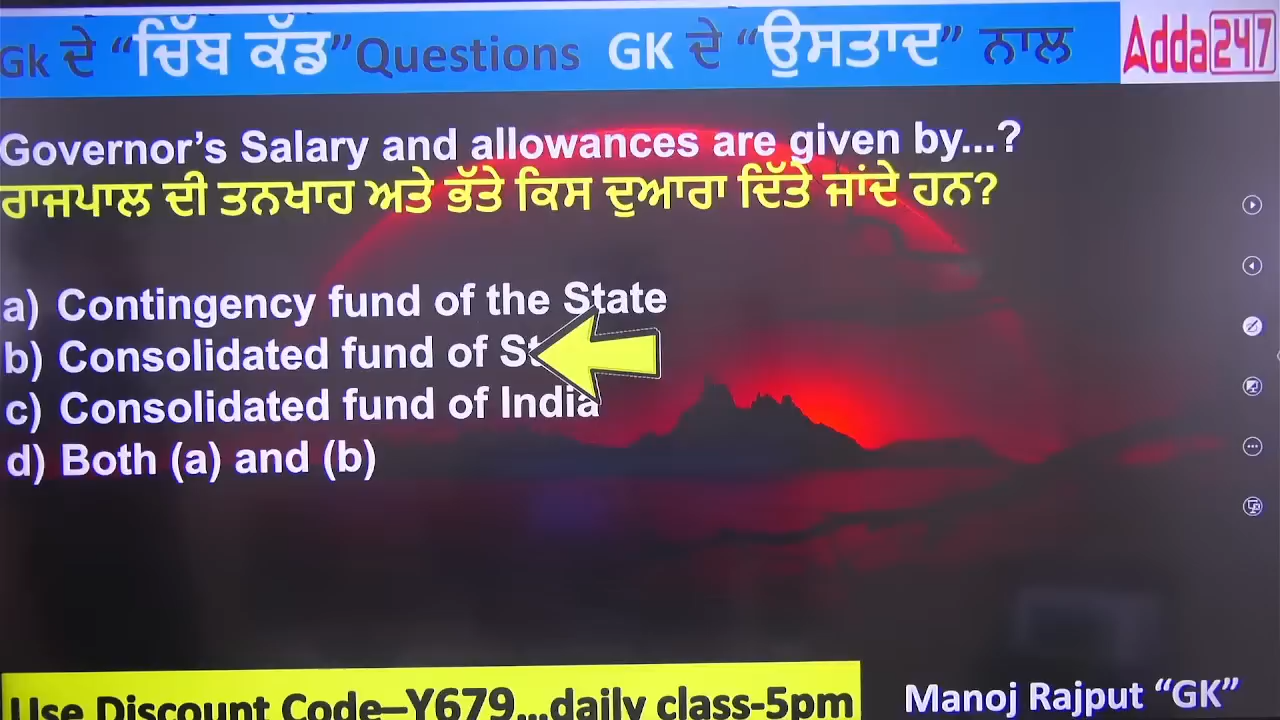 Gk ਦੇ “ਚਿੱਬ ਕੱਡ” Questions GK ਦੇ “ਉਸਤਾਦ” ਨਾਲ
Adda247
Governor’s Salary and allowances are given by...?
ਰਾਜਪਾਲ ਦੀ ਤਨਖਾਹ ਅਤੇ ਭੱਤੇ ਕਿਸ ਦੁਆਰਾ ਦਿੱਤੇ ਜਾਂਦੇ ਹਨ?
a) Contingency fund of the State
b) Consolidated fund of
c) Consolidated fund of India
d) Both (a) and (b)
Use Discount Code–Y679...daily class-5pm
Manoj Rajput “GK”